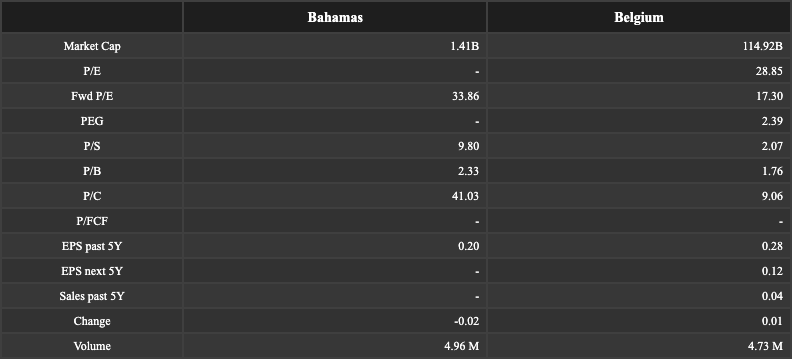 Bahamas Belgium
Market Cap 1.41B 114.92B
P/E - 28.85
Fwd P/E 33.86 17.30
PEG - 2.39
P/S 9.80 2.07
P/B 2.33 1.76
P/C 41.03 9.06
P/FCF - -
EPS past 5Y 0.20 0.28
EPS next 5Y - 0.12
Sales past 5Y - 0.04
Change -0.02 0.01
Volume 4.96 M 4.73 M